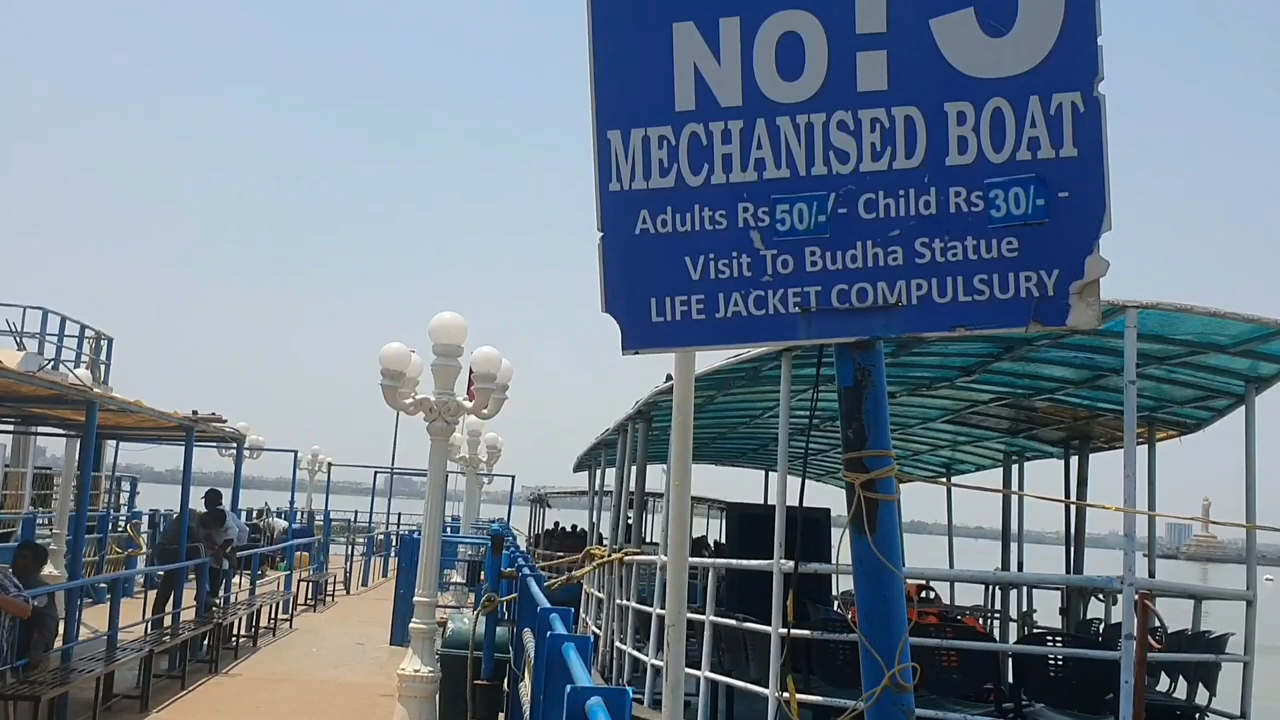 NO:
MECHANISED BOAT
Adults Rs 50/- /- Child Rs 30/- -
Visit To Budha Statue
LIFE JACKET COMPULSURY